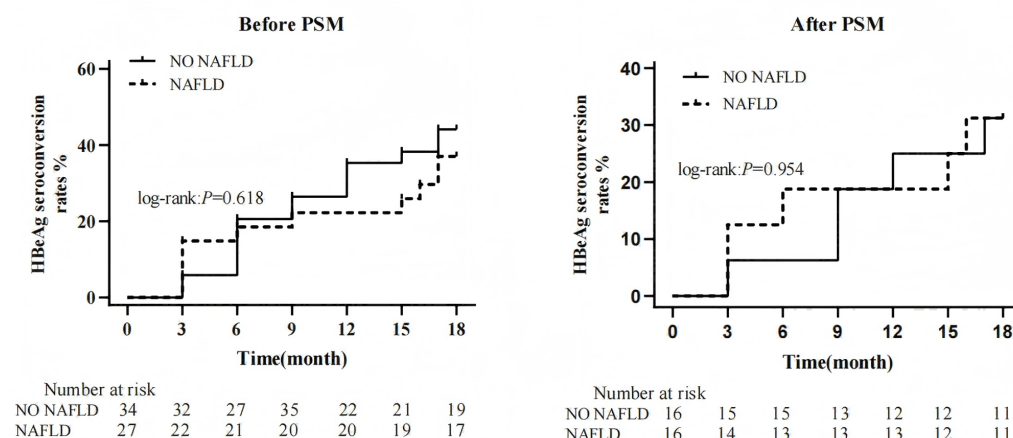 Before PSM
NO NAFLD
NAFLD
60
40
20
0
HBeAg seroconversion
rates %
log-rank:P=0.618
0 3 6 9 12 15 18
Time(month)
Number at risk
NO NAFLD 34 32 27 35 22 21 19
NAFLD 27 22 21 20 20 19 17
After PSM
NO NAFLD
NAFLD
40
30
20
10
0
HBeAg seroconversion
rates %
log-rank:P=0.954
0 3 6 9 12 15 18
Time(month)
Number at risk
NO NAFLD 16 15 15 13 12 12 11
NAFLD 16 14 13 13 13 12 11